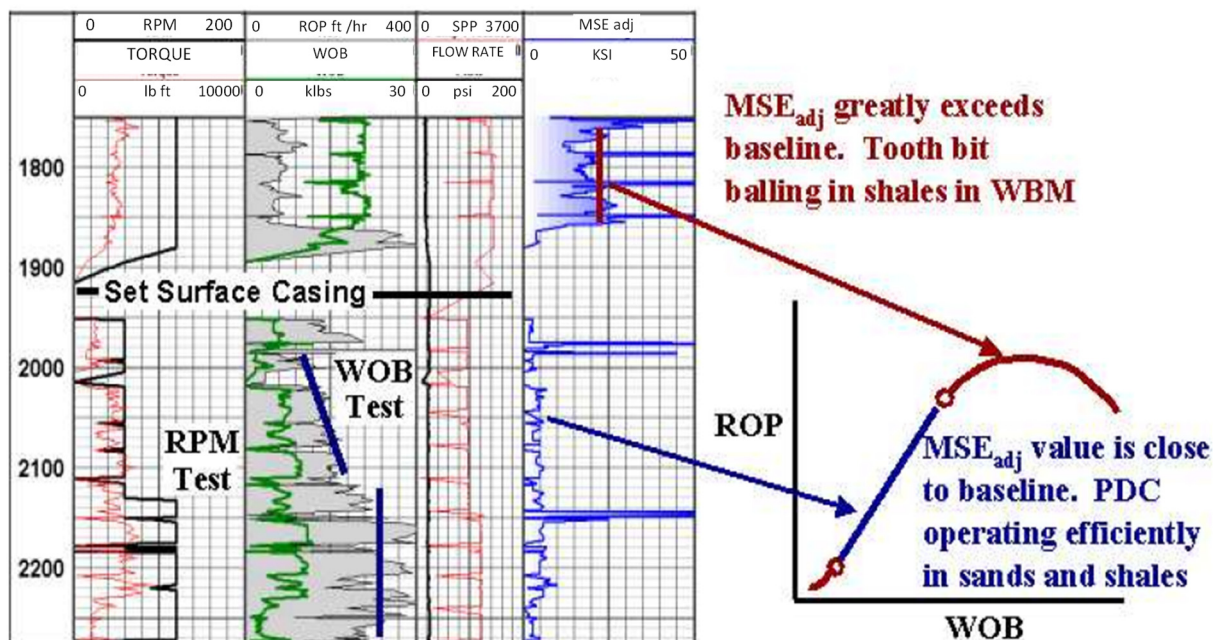 0 RPM 200
TORQUE
0 lb ft 10000
0 ROP ft /hr 400
WOB
0 klbs 30
0 SPP 3700
FLOW RATE
0 psi 200
MSE adj
0 KSI 50
1800
1900
2000
2100
2200
Set Surface Casing
WOB
Test
RPM
Test
MSEadj greatly exceeds
baseline. Tooth bit
balling in shales in WBM
ROP
MSEadj value is close
to baseline. PDC
operating efficiently
in sands and shales
WOB